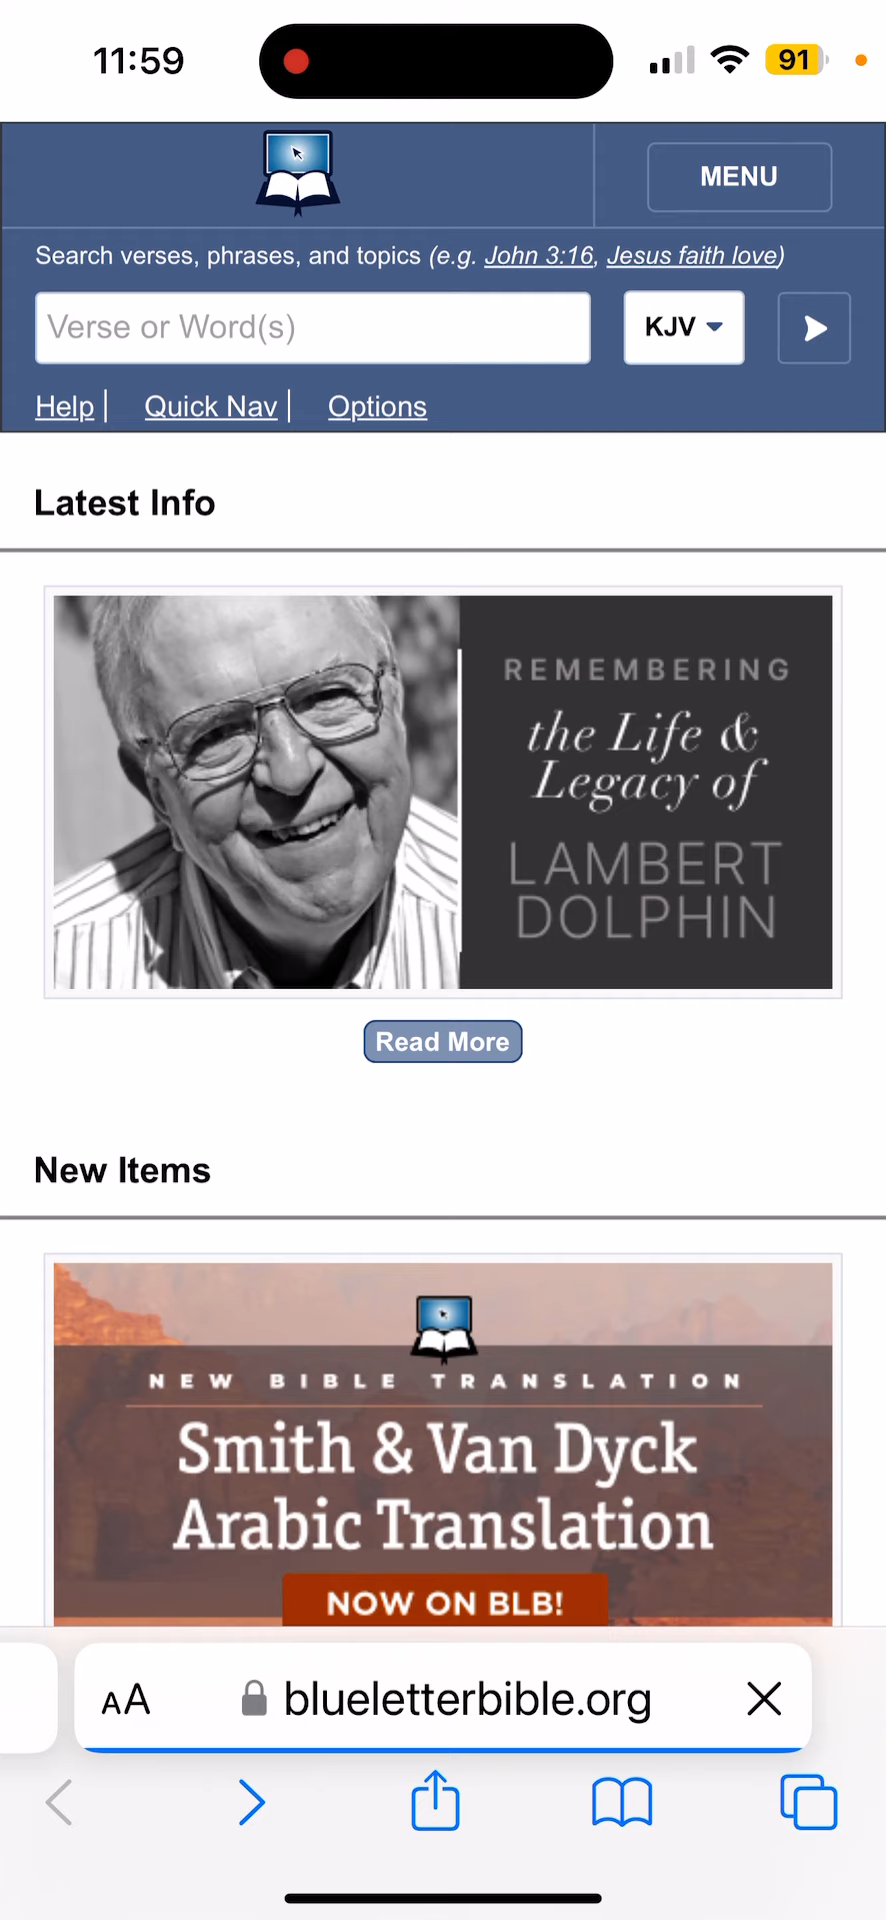 11:59
91
MENU
Search verses, phrases, and topics (e.g. John 3:16, Jesus faith love)
Verse or Word(s)
KJV
Help | Quick Nav | Options
Latest Info
REMEMBERING
the Life &
Legacy of
LAMBERT
DOLPHIN
Read More
New Items
NEW BIBLE TRANSLATION
Smith & Van Dyck
Arabic Translation
NOW ON BLB!
AA blueletterbible.org